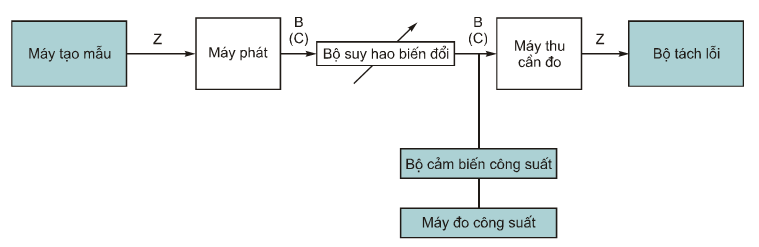 Máy tạo mẫu
Z
Máy phát
B
(C)
Bộ suy hao biến đổi
B
(C)
Máy thu
cần đo
Z
Bộ tách lỗi
Bộ cảm biến công suất
Máy đo công suất